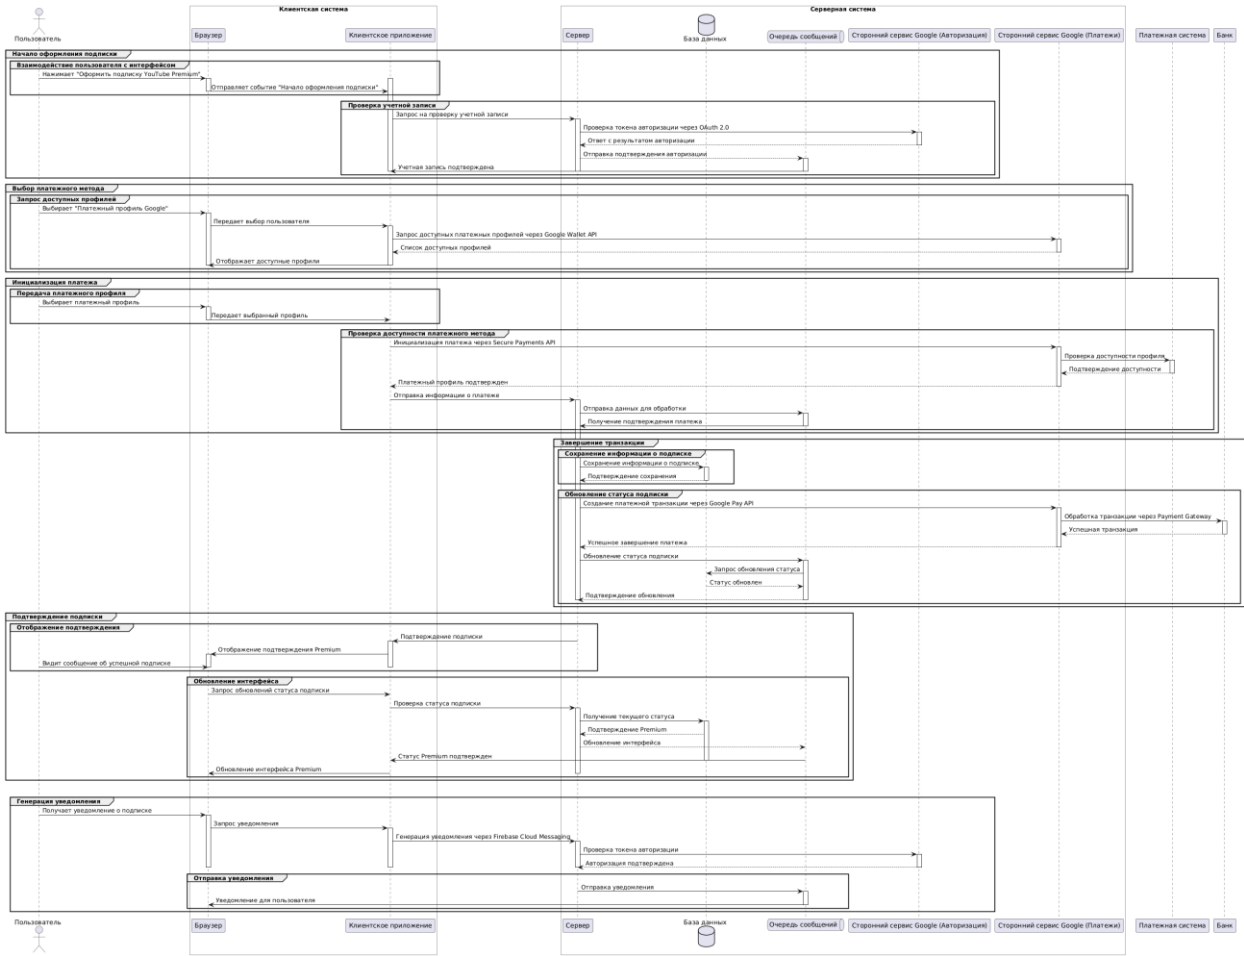 Клиентская система
Серверная система
Пользователь
Браузер
Клиентское приложение
Сервер
База данных
Очередь сообщений
Сторонний сервис Google (Авторизация)
Сторонний сервис Google (Платежи)
Платежная система
Банк
Начало оформления подписки
Взаимодействие пользователя с интерфейсом
Нажимает "Оформить подписку YouTube Premium"
Отправляет событие "Начало оформления подписки"
Проверка учетной записи
Запрос на проверку учетной записи
Проверка токена авторизации через OAuth 2.0
Ответ с результатом авторизации
Отправка подтверждения авторизации
Учетная запись подтверждена
Выбор платежного метода
Запрос доступных профилей
Выбирает "Платежный профиль Google"
Передает выбор пользователя
Запрос доступных платежных профилей через Google Wallet API
Список доступных профилей
Отображает доступные профили
Инициализация платежа
Передача платежного профиля
Выбирает платежный профиль
Передает выбранный профиль
Проверка доступности платежного метода
Инициализация платежа через Secure Payments API
Проверка доступности профиля
Подтверждение доступности
Платежный профиль подтвержден
Отправка информации о платеже
Отправка данных для обработки
Получение подтверждения платежа
Завершение транзакции
Сохранение информации о подписке
Сохранение информации о подписке
Подтверждение сохранения
Обновление статуса подписки
Создание платежной транзакции через Google Pay API
Обработка транзакции через Payment Gateway
Успешная транзакция
Успешное завершение платежа
Обновление статуса подписки
Запрос обновления статуса
Статус обновлен
Подтверждение обновления
Подтверждение подписки
Отображение подтверждения
Подтверждение подписки
Отображение подтверждения Premium
Видит сообщение об успешной подписке
Обновление интерфейса
Запрос обновлений статуса подписки
Проверка статуса подписки
Получение текущего статуса
Подтверждение Premium
Обновление интерфейса
Статус Premium подтвержден
Обновление интерфейса Premium
Генерация уведомления
Получает уведомление о подписке
Запрос уведомления
Генерация уведомления через Firebase Cloud Messaging
Проверка токена авторизации
Авторизация подтверждена
Отправка уведомления
Отправка уведомления
Уведомление для пользователя
Пользователь
Браузер
Клиентское приложение
Сервер
База данных
Очередь сообщений
Сторонний сервис Google (Авторизация)
Сторонний сервис Google (Платежи)
Платежная система
Банк